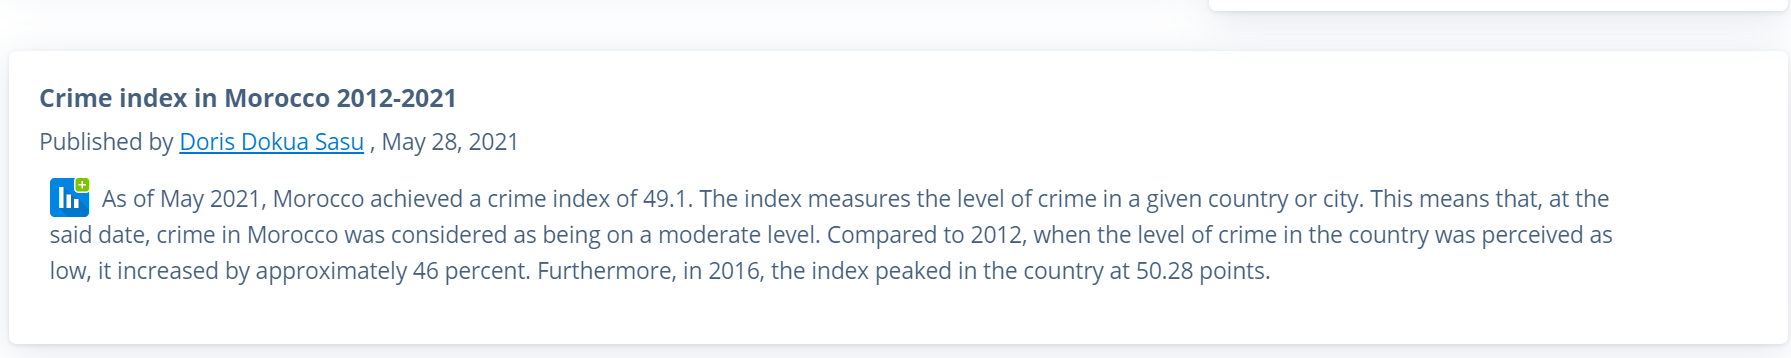 Crime index in Morocco 2012-2021
Published by Doris Dokua Sasu , May 28, 2021
As of May 2021, Morocco achieved a crime index of 49.1. The index measures the level of crime in a given country or city. This means that, at the
said date, crime in Morocco was considered as being on a moderate level. Compared to 2012, when the level of crime in the country was perceived as
low, it increased by approximately 46 percent. Furthermore, in 2016, the index peaked in the country at 50.28 points.